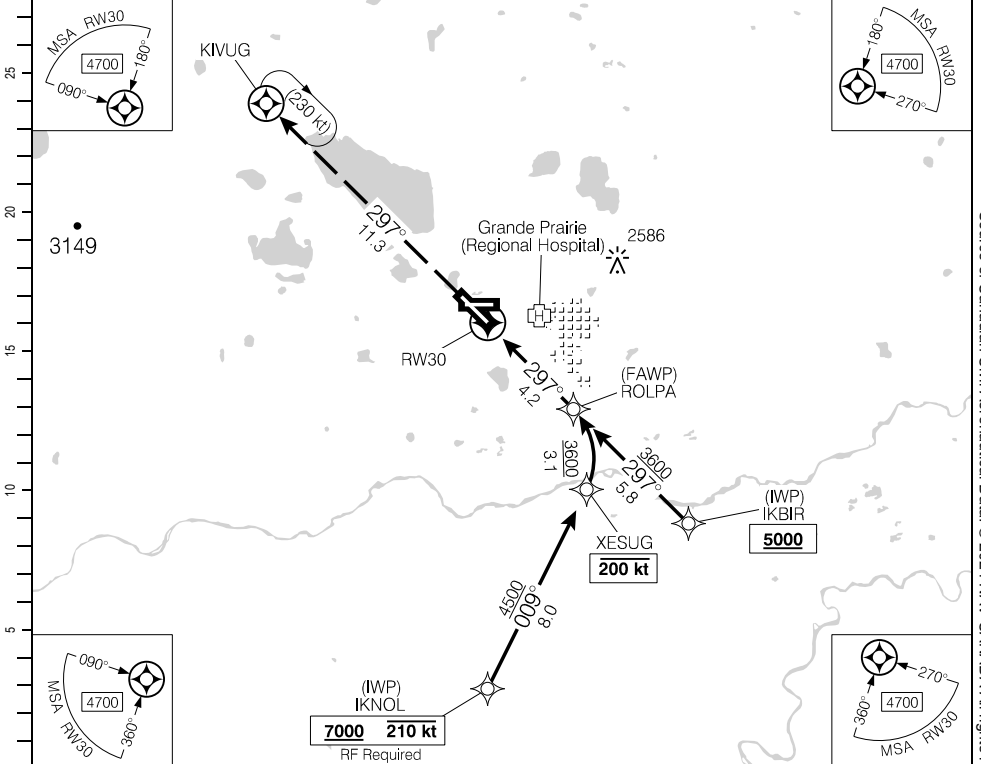 MSA RW30
4700
180°
090°
KIVUG
(230 kt)
180°
4700
MSA RW30
270°
25
20
3149
297°
11.3
Grande Prairie
(Regional Hospital)
2586
H
15
RW30
297°
4.2
(FAWP)
ROLPA
3600
3.1
3600
297°
5.8
10
(IWP)
IKBIR
5000
XESUG
200 kt
4500
009°
8.0
5
(IWP)
IKNOL
7000 210 kt
RF Required
090°
4700
MSA RW30
360°
270°
4700
360°
MSA RW30